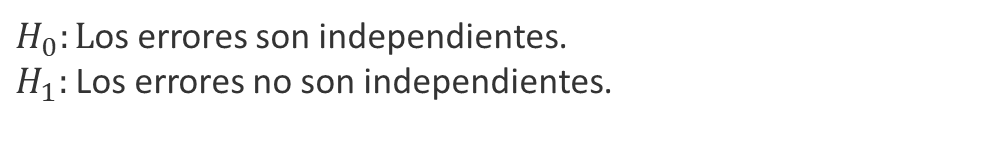 H₀: Los errores son independientes.
H₁: Los errores no son independientes.